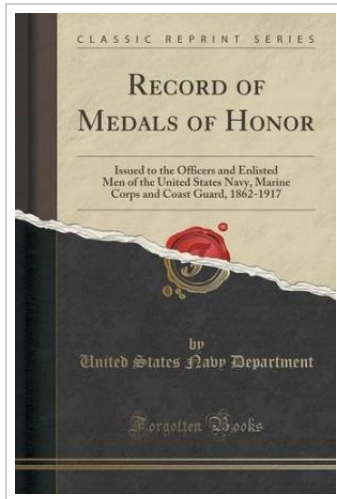 CLASSIC REPRINT SERIES
RECORD OF
MEDALS OF HONOR
Issued to the Officers and Enlisted
Men of the United States Navy, Marine
Corps and Coast Guard, 1862-1917
by
United States Navy Department
Forgotten Books